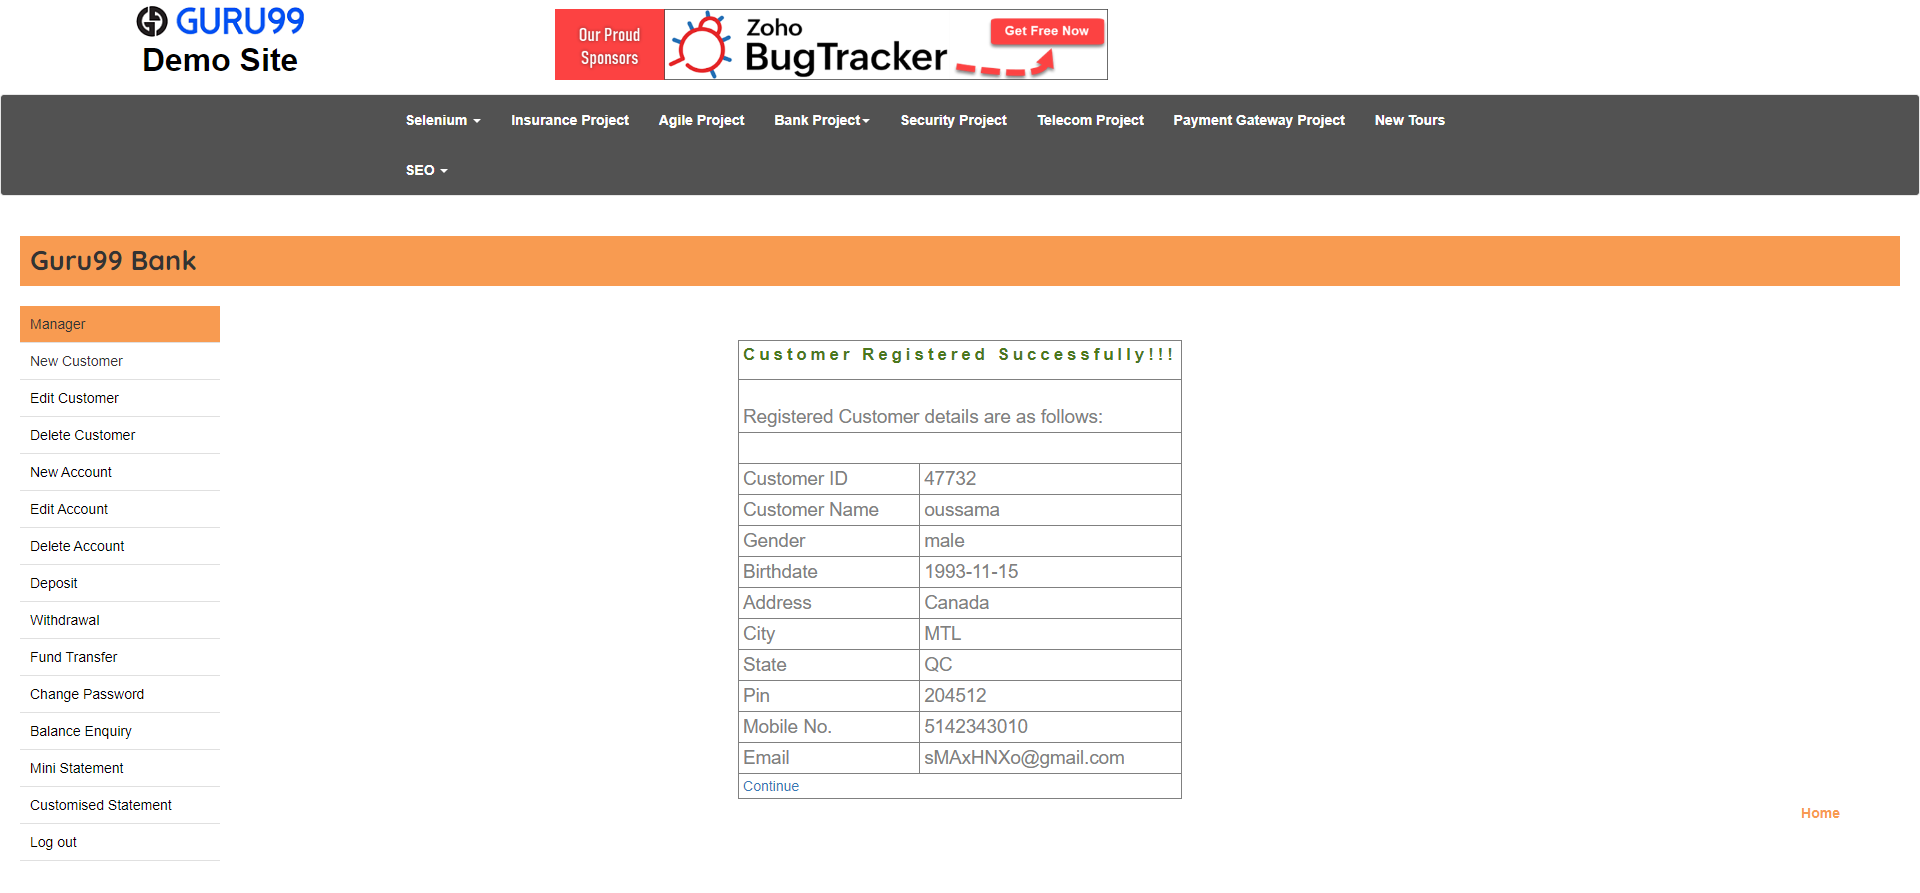 GURU99
Demo Site
Our Proud
Sponsors
Zoho
BugTracker
Get Free Now
Selenium Insurance Project Agile Project Bank Project Security Project Telecom Project Payment Gateway Project New Tours
SEO
Guru99 Bank
Manager
New Customer
Edit Customer
Delete Customer
New Account
Edit Account
Delete Account
Deposit
Withdrawal
Fund Transfer
Change Password
Balance Enquiry
Mini Statement
Customised Statement
Log out
Customer Registered Successfully!!!
Registered Customer details are as follows:
Customer ID 47732
Customer Name oussama
Gender male
Birthdate 1993-11-15
Address Canada
City MTL
State QC
Pin 204512
Mobile No. 5142343010
Email sMAxHNXo@gmail.com
Continue
Home